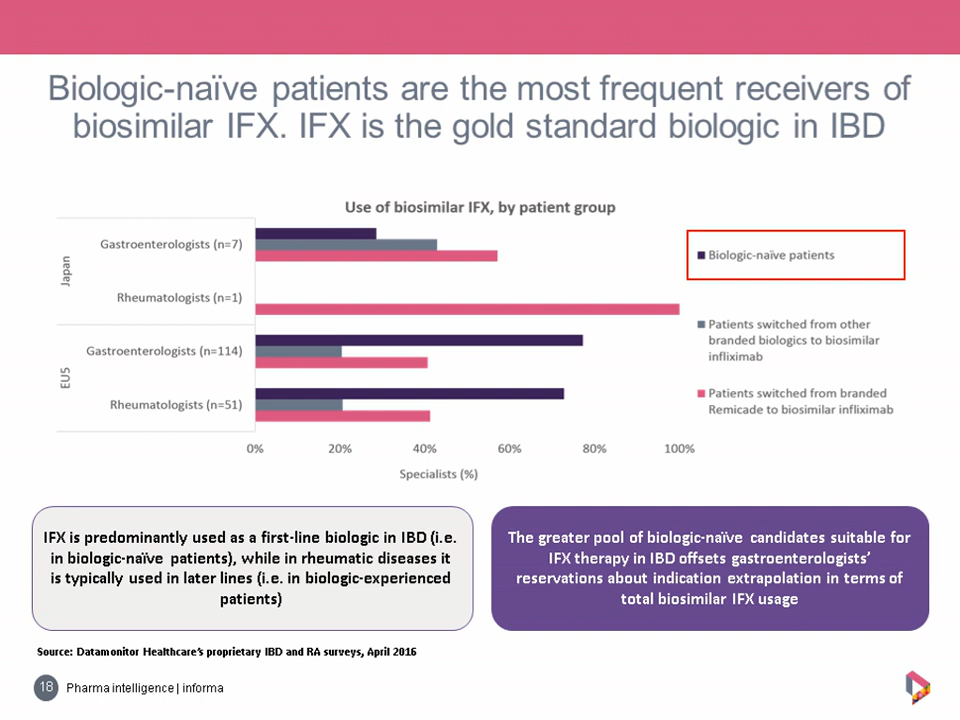 Biologic-naïve patients are the most frequent receivers of
biosimilar IFX. IFX is the gold standard biologic in IBD
Use of biosimilar IFX, by patient group
Japan
Gastroenterologists (n=7)
Rheumatologists (n=1)
EU5
Gastroenterologists (n=114)
Rheumatologists (n=51)
0% 20% 40% 60% 80% 100%
Specialists (%)
Biologic-naïve patients
Patients switched from other
branded biologics to biosimilar
infliximab
Patients switched from branded
Remicade to biosimilar infliximab
IFX is predominantly used as a first-line biologic in IBD (i.e.
in biologic-naïve patients), while in rheumatic diseases it
is typically used in later lines (i.e. in biologic-experienced
patients)
The greater pool of biologic-naïve candidates suitable for
IFX therapy in IBD offsets gastroenterologists’
reservations about indication extrapolation in terms of
total biosimilar IFX usage
Source: Datamonitor Healthcare’s proprietary IBD and RA surveys, April 2016
18 Pharma intelligence | informa